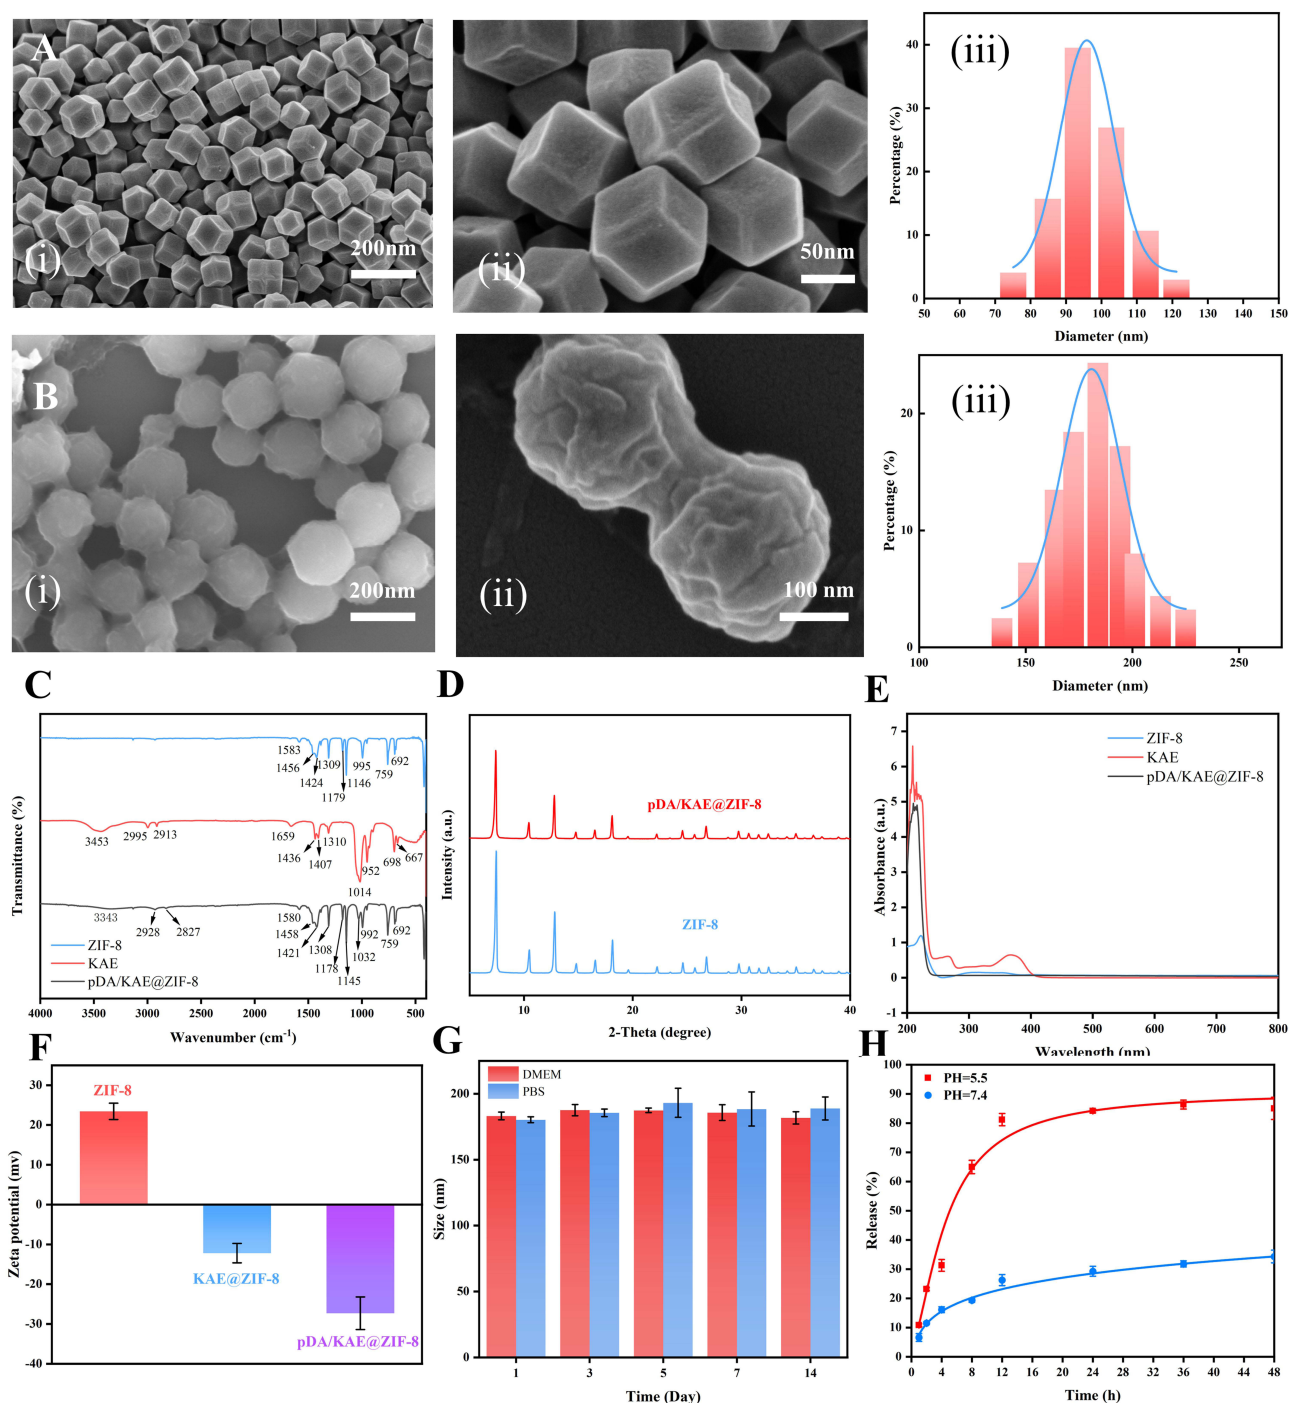 A
(i)
200nm
(ii)
50nm
(iii)
Percentage (%)
40
30
20
10
0
50 60 70 80 90 100 110 120 130 140 150
Diameter (nm)
B
(i)
200nm
(ii)
100 nm
(iii)
Percentage (%)
20
10
0
100 150 200 250
Diameter (nm)
C
Transmittance (%)
1583
1456
1424
1309
1179
1146
995
759
692
3453
2995
2913
1659
1436
1407
1310
1014
952
698
667
3343
2928
2827
1580
1458
1421
1308
1178
1145
1032
992
759
692
ZIF-8
KAE
pDA/KAE@ZIF-8
4000 3500 3000 2500 2000 1500 1000 500
Wavenumber (cm⁻¹)
D
Intensity (a.u.)
pDA/KAE@ZIF-8
ZIF-8
10 20 30 40
2-Theta (degree)
E
Absorbance (a.u.)
7
6
5
4
3
2
1
0
-1
ZIF-8
KAE
pDA/KAE@ZIF-8
200 300 400 500 600 700 800
Wavelength (nm)
F
Zeta potential (mv)
30
20
10
0
-10
-20
-30
-40
ZIF-8
KAE@ZIF-8
pDA/KAE@ZIF-8
G
Size (nm)
200
150
100
50
0
DMEM
PBS
1 3 5 7 14
Time (Day)
H
Release (%)
100
90
80
70
60
50
40
30
20
10
0
PH=5.5
PH=7.4
0 4 8 12 16 20 24 28 32 36 40 44 48
Time (h)